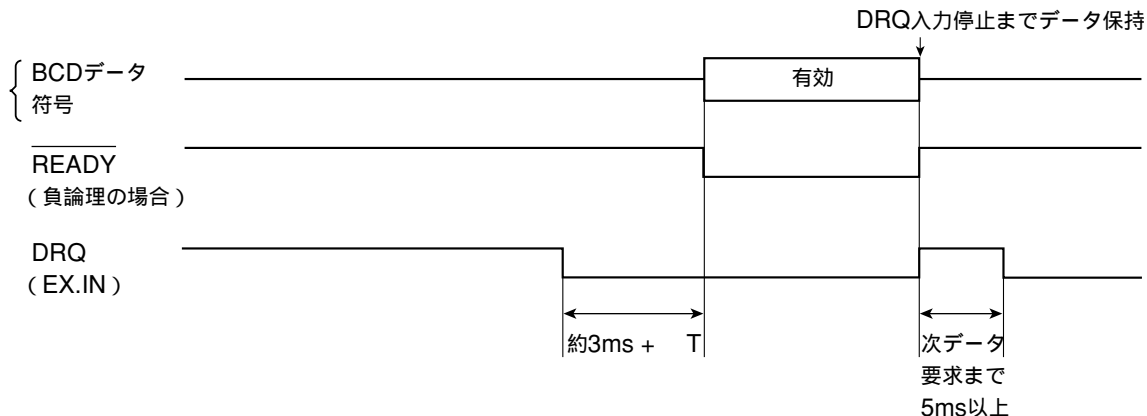 DRQ入力停止までデータ保持
BCDデータ
符号
有効
READY
(負論理の場合)
DRQ
(EX.IN)
約3ms + T
次データ
要求まで
5ms以上